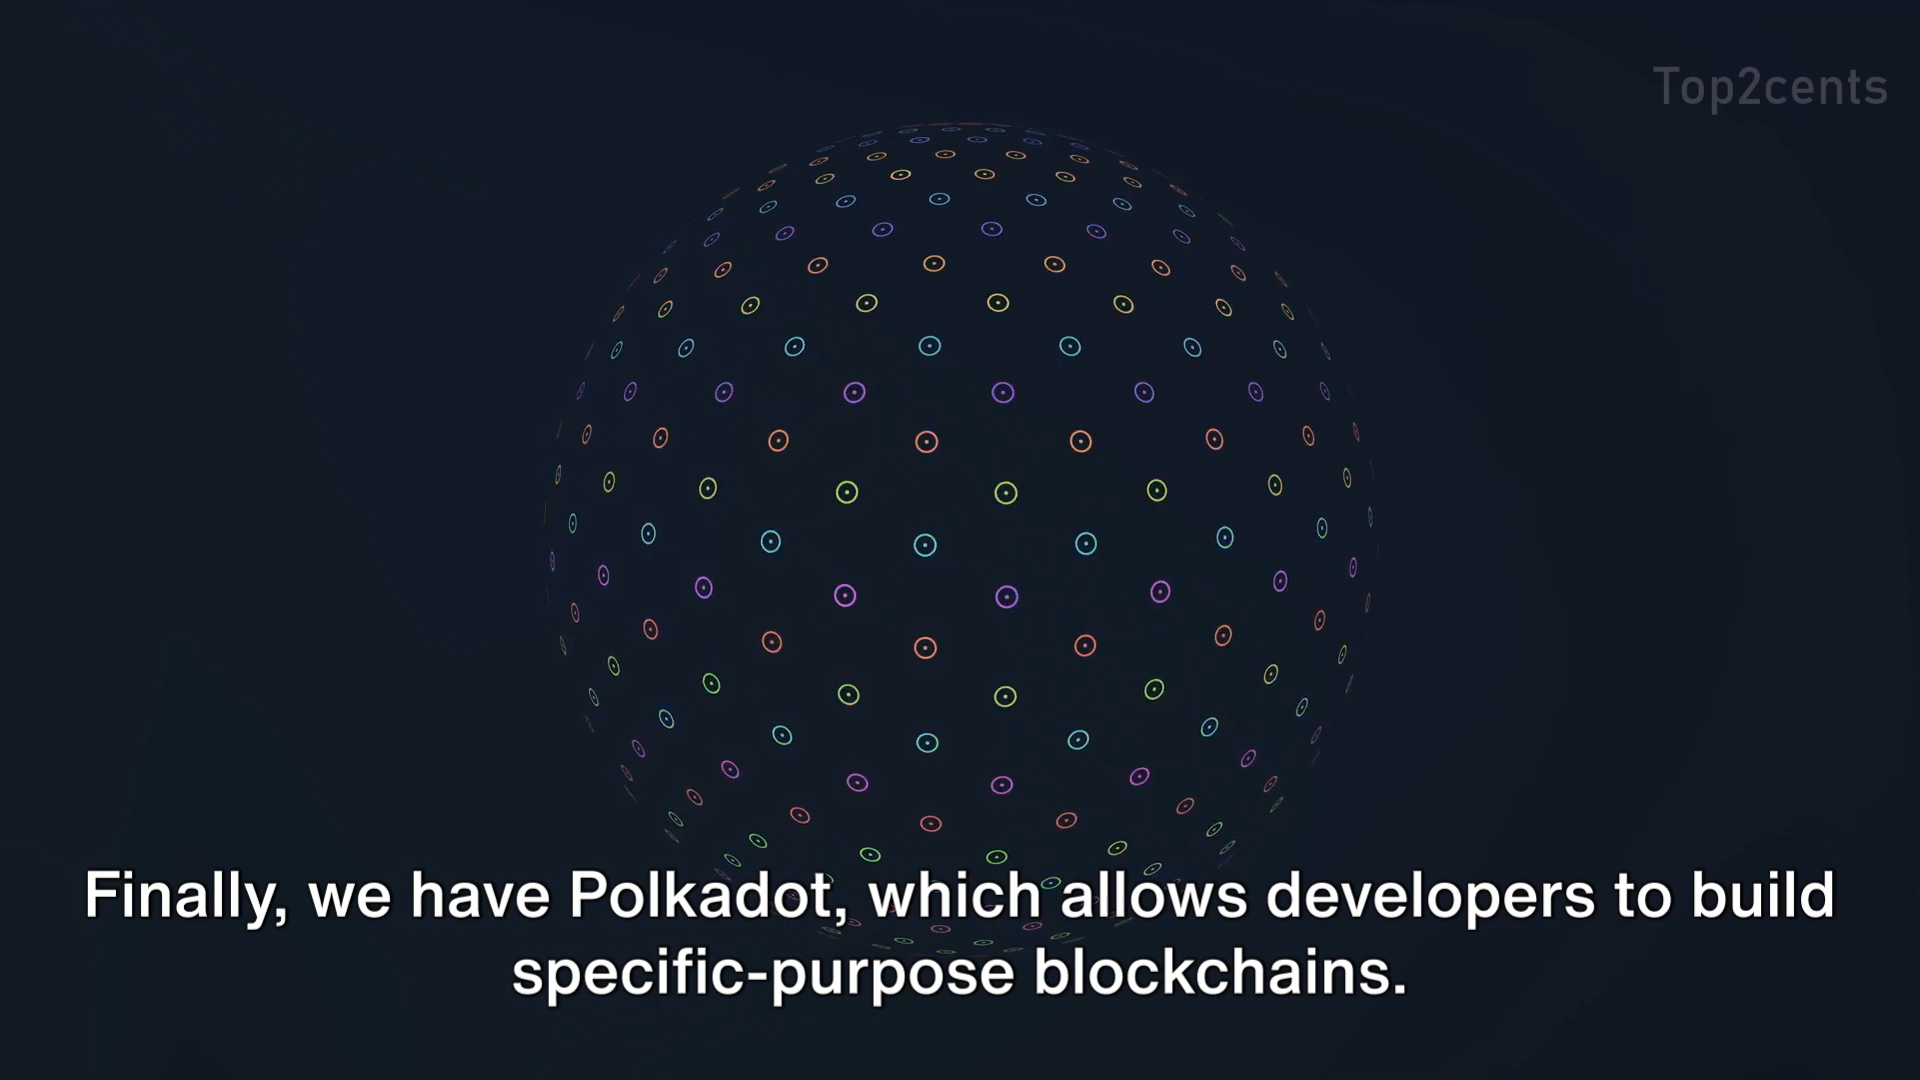 Top2cents
Finally, we have Polkadot, which allows developers to build
specific-purpose blockchains.